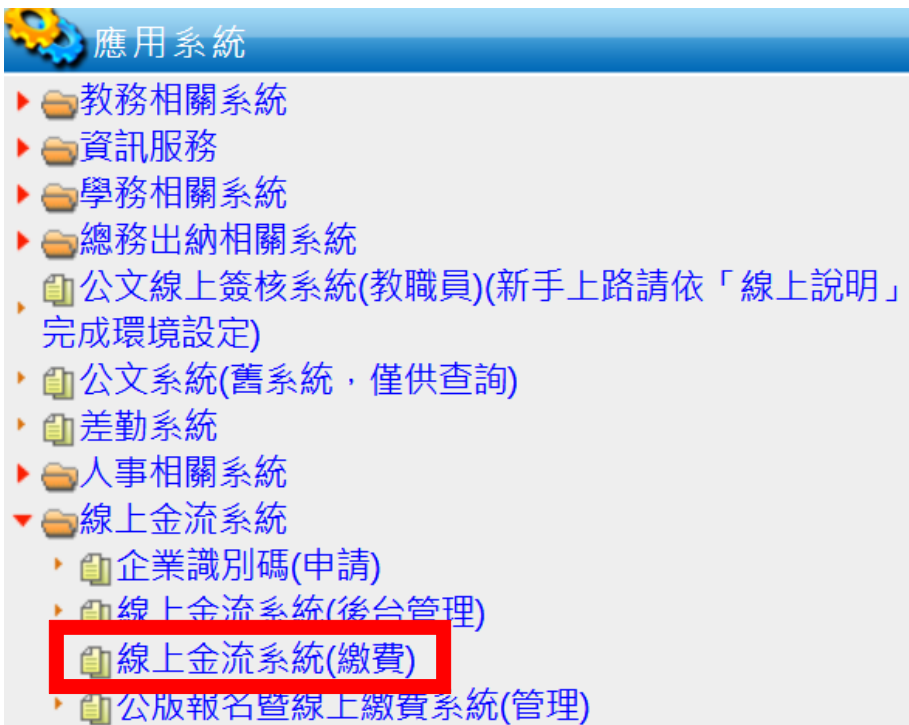 應用系統
教務相關系統
資訊服務
學務相關系統
總務出納相關系統
公文線上簽核系統(教職員)(新手上路請依「線上說明」
完成環境設定)
公文系統(舊系統，僅供查詢)
差勤系統
人事相關系統
線上金流系統
企業識別碼(申請)
線上金流系統(後台管理)
線上金流系統(繳費)
公版報名暨線上繳費系統(管理)